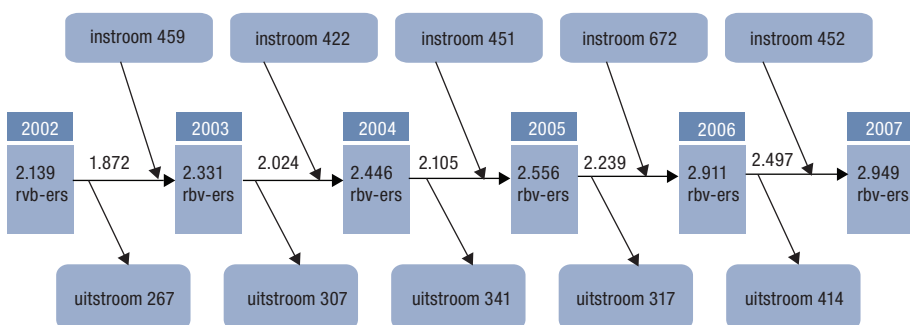 instroom 459
instroom 422
instroom 451
instroom 672
instroom 452
2002
2003
2004
2005
2006
2007
2.139
rvb-ers
1.872
2.331
rbv-ers
2.024
2.446
rbv-ers
2.105
2.556
rbv-ers
2.239
2.911
rbv-ers
2.497
2.949
rbv-ers
uitstroom 267
uitstroom 307
uitstroom 341
uitstroom 317
uitstroom 414